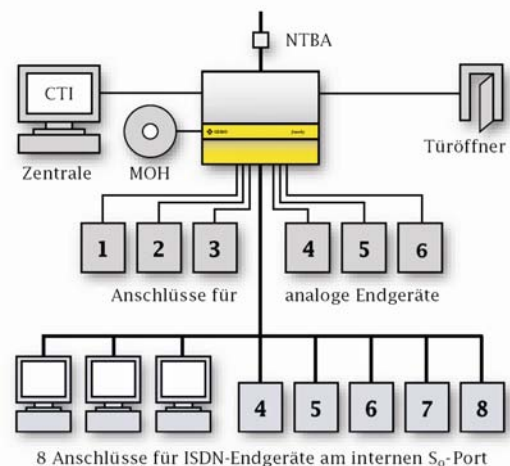 NTBA
CTI
Zentrale
MOH
Türöffner
1 2 3 4 5 6
Anschlüsse für analoge Endgeräte
4 5 6 7 8
8 Anschlüsse für ISDN-Endgeräte am internen S₀-Port